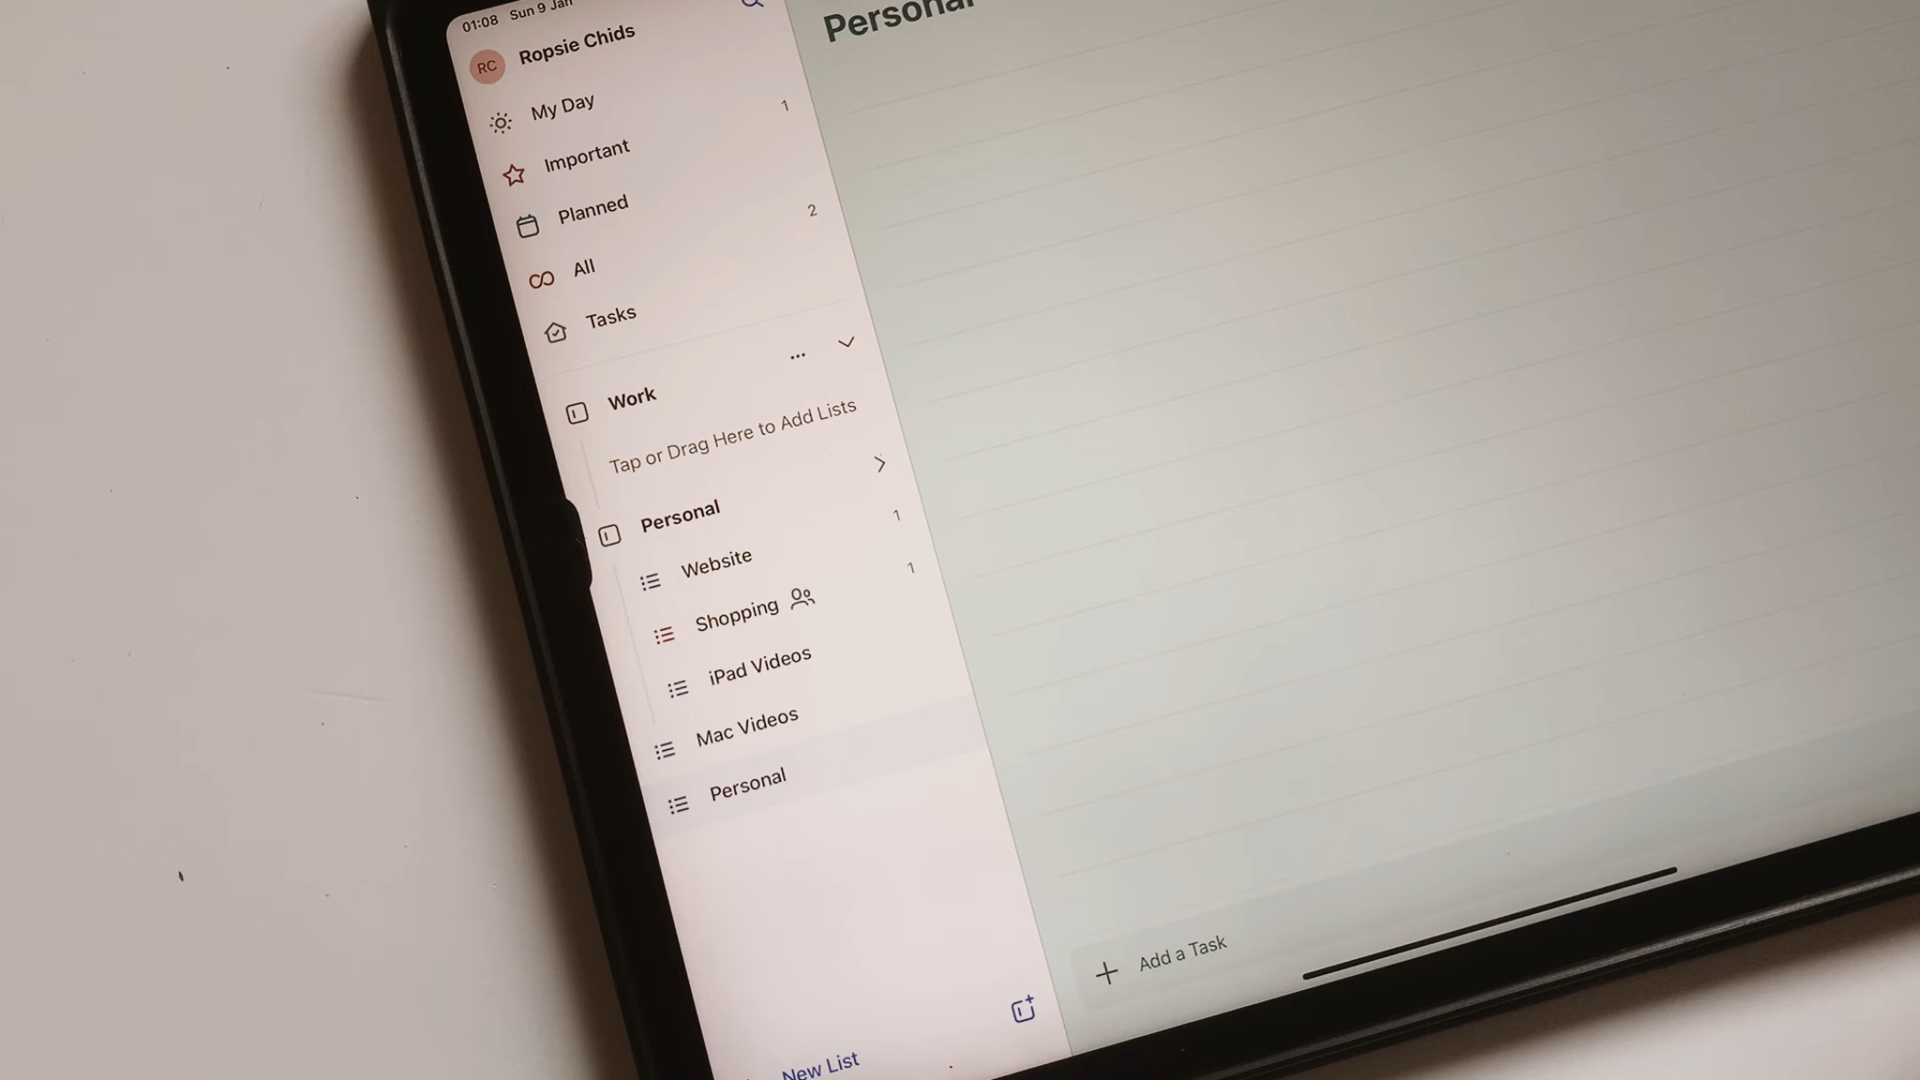 01:08 Sun 9 Jan
RC Ropsie Chids
My Day
Important 1
Planned
All 2
Tasks
Work
Tap or Drag Here to Add Lists
Personal
Website 1
Shopping 1
iPad Videos
Mac Videos
Personal
New List
Personal
Add a Task